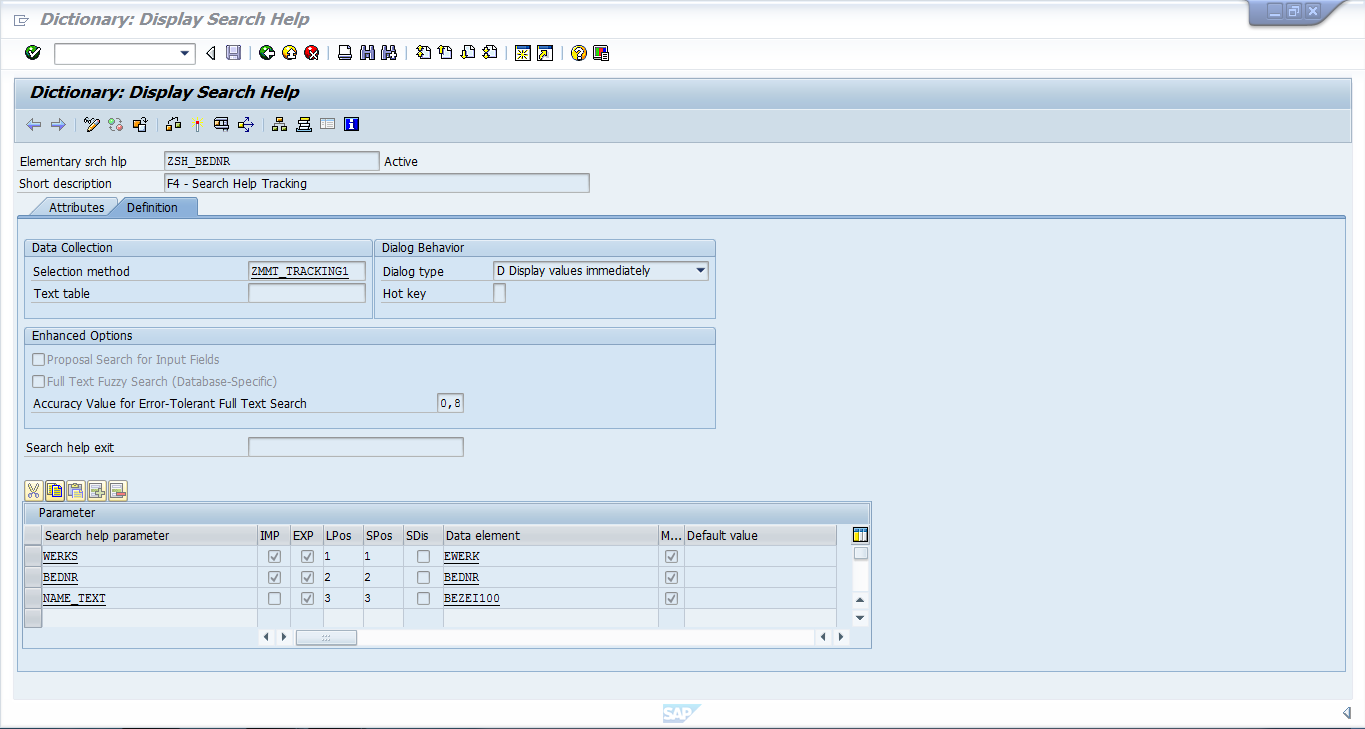 Dictionary: Display Search Help
Dictionary: Display Search Help
Elementary srch hlp ZSH_BEDNR Active
Short description F4 - Search Help Tracking
Attributes Definition
Data Collection Dialog Behavior
Selection method ZMMT_TRACKING1 Dialog type D Display values immediately
Text table Hot key
Enhanced Options
Proposal Search for Input Fields
Full Text Fuzzy Search (Database-Specific)
Accuracy Value for Error-Tolerant Full Text Search 0,8
Search help exit
Parameter
Search help parameter IMP EXP LPos SPos SDis Data element M... Default value
WERKS 1 1 EWERK
BEDNR 2 2 BEDNR
NAME_TEXT 3 3 BEZEI100
SAP